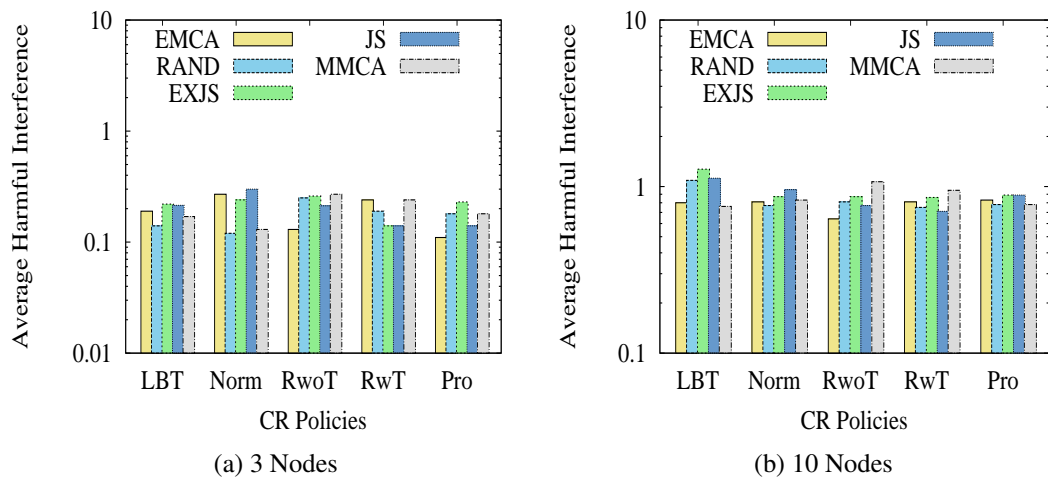 Average Harmful Interference
10
1
0.1
0.01
EMCA
RAND
EXJS
JS
MMCA
LBT Norm RwoT RwT Pro
CR Policies
(a) 3 Nodes
Average Harmful Interference
10
1
0.1
EMCA
RAND
EXJS
JS
MMCA
LBT Norm RwoT RwT Pro
CR Policies
(b) 10 Nodes